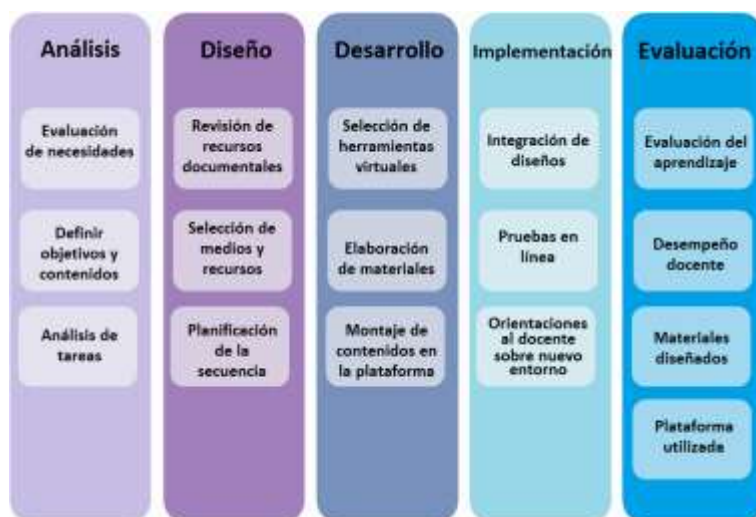 Análisis
Evaluación
de necesidades
Definir
objetivos y
contenidos
Análisis de
tareas
Diseño
Revisión de
recursos
documentales
Selección de
medios y
recursos
Planificación
de la
secuencia
Desarrollo
Selección de
herramientas
virtuales
Elaboración
de materiales
Montaje de
contenidos en
la plataforma
Implementación
Integración de
diseños
Pruebas en
línea
Orientaciones
al docente
sobre nuevo
entorno
Evaluación
Evaluación del
aprendizaje
Desempeño
docente
Materiales
diseñados
Plataforma
utilizada